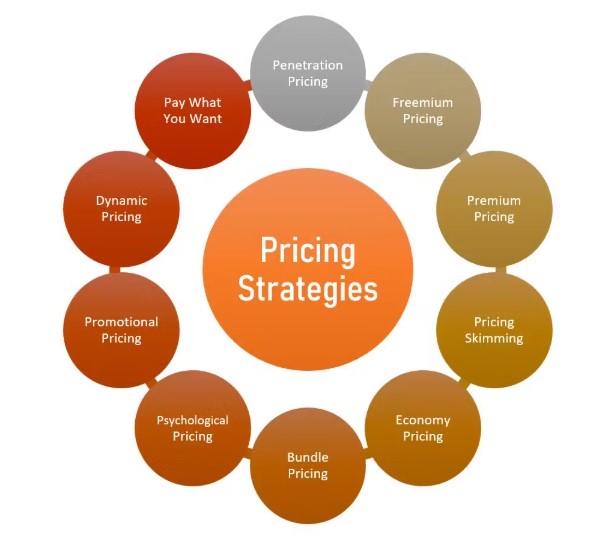 Pricing
Strategies
Penetration
Pricing
Freemium
Pricing
Premium
Pricing
Pricing
Skimming
Economy
Pricing
Bundle
Pricing
Psychological
Pricing
Promotional
Pricing
Dynamic
Pricing
Pay What
You Want